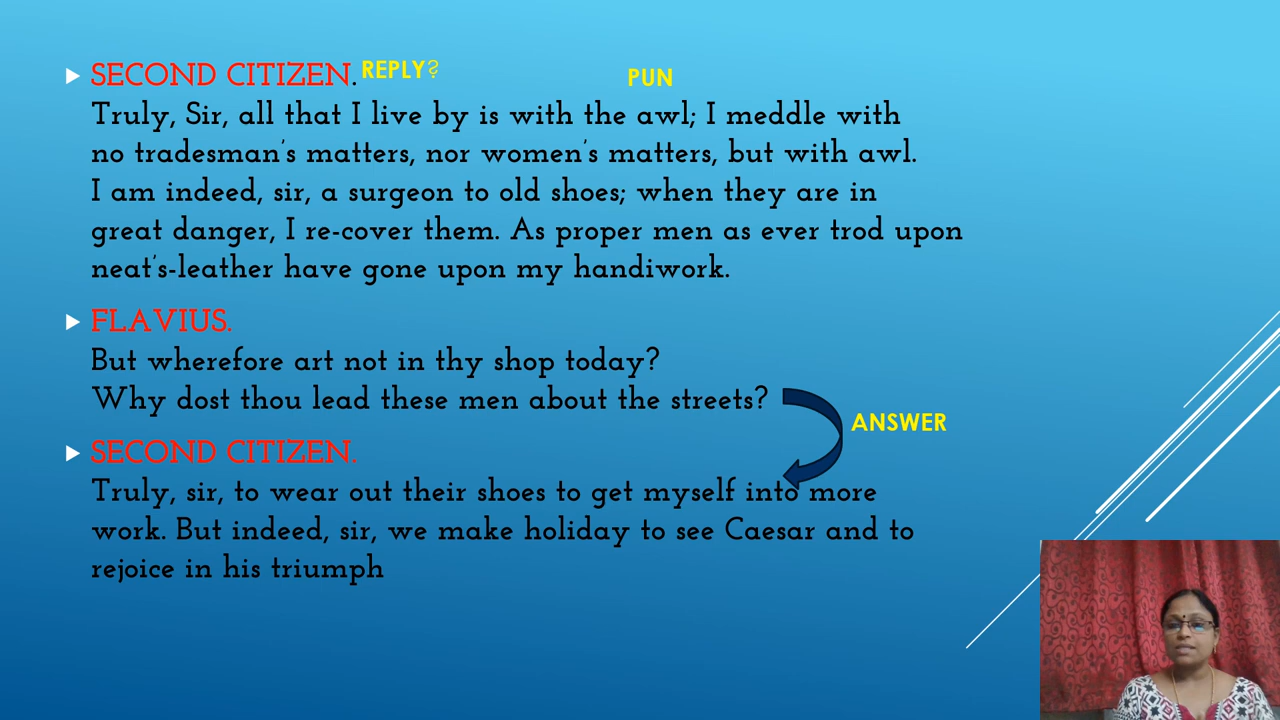 SECOND CITIZEN. REPLY?
PUN
Truly, Sir, all that I live by is with the awl; I meddle with
no tradesman's matters, nor women's matters, but with awl.
I am indeed, sir, a surgeon to old shoes; when they are in
great danger, I re-cover them. As proper men as ever trod upon
neat's-leather have gone upon my handiwork.
FLAVIUS.
But wherefore art not in thy shop today?
Why dost thou lead these men about the streets?
ANSWER
SECOND CITIZEN.
Truly, sir, to wear out their shoes to get myself into more
work. But indeed, sir, we make holiday to see Caesar and to
rejoice in his triumph